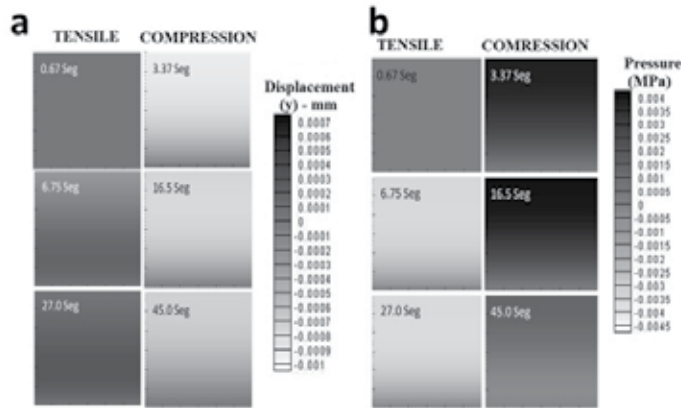 a
TENSILE COMPRESSION
0.67 Seg 3.37 Seg
6.75 Seg 16.5 Seg
27.0 Seg 45.0 Seg
Displacement
(y) - mm
0.0007
0.0006
0.0005
0.0004
0.0003
0.0002
0.0001
0
-0.0001
-0.0002
-0.0003
-0.0004
-0.0005
-0.0006
-0.0007
-0.0008
-0.0009
-0.001
b
TENSILE COMRESSION
0.67 Seg 3.37 Seg
6.75 Seg 16.5 Seg
27.0 Seg 45.0 Seg
Pressure
(MPa)
0.004
0.0035
0.003
0.0025
0.002
0.0015
0.001
0.0005
0
-0.0005
-0.001
-0.0015
-0.002
-0.0025
-0.003
-0.0035
-0.004
-0.0045